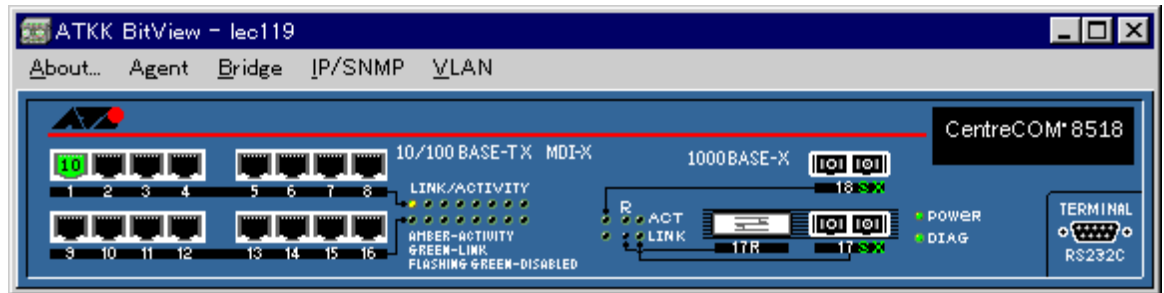 ATKK BitView - lec119
About... Agent Bridge IP/SNMP VLAN
CentreCOM 8518
10/100 BASE-TX MDI-X
1000BASE-X
10
1 2 3 4 5 6 7 8
18 SX
LINK/ACTIVITY
R
ACT
LINK
17R
17 SX
POWER
DIAG
TERMINAL
RS232C
9 10 11 12 13 14 15 16
AMBER-ACTIVITY
GREEN-LINK
FLASHING GREEN-DISABLED